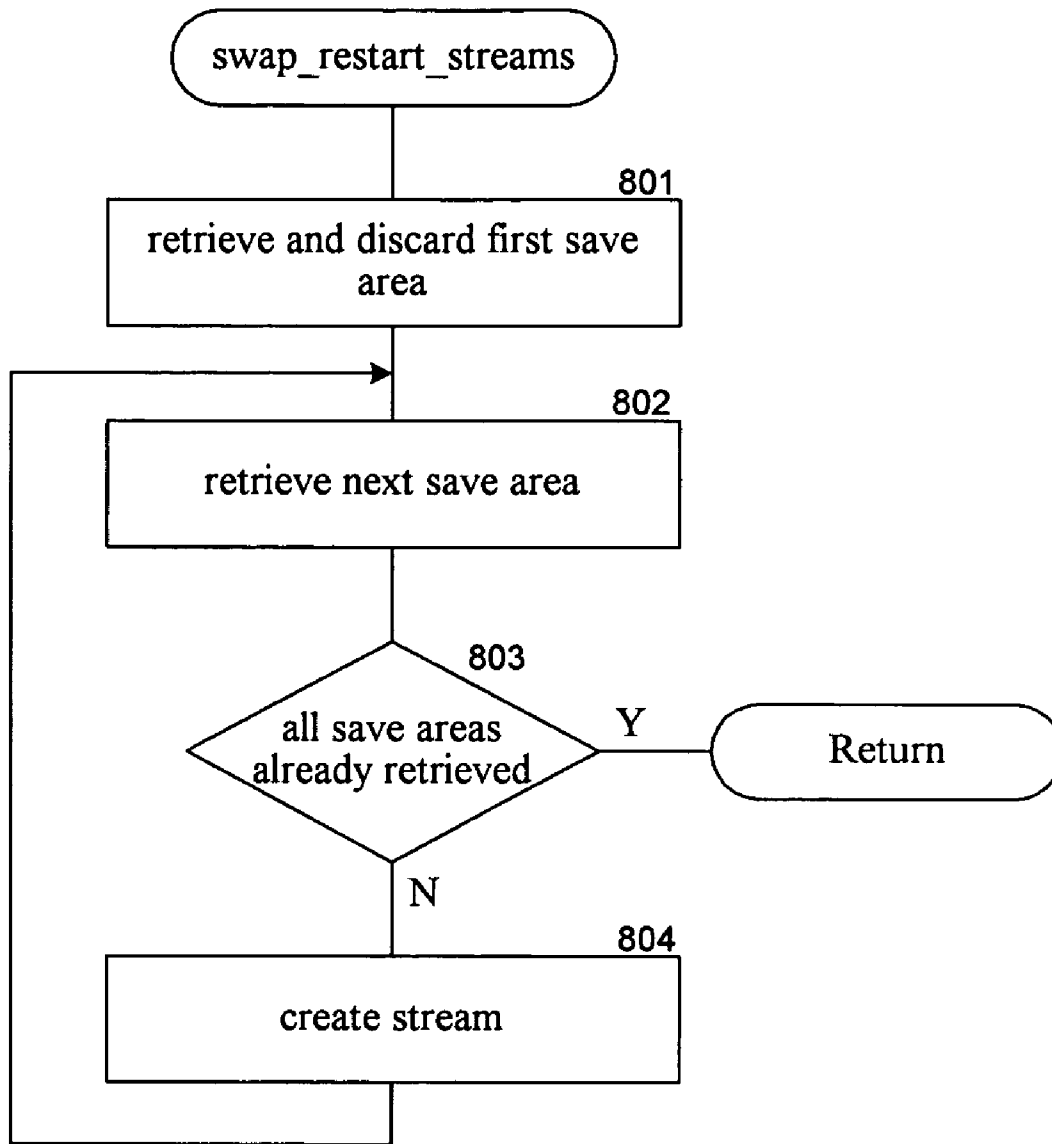 swap_restart_streams
801
retrieve and discard first save
area
802
retrieve next save area
803
all save areas
already retrieved
Y
Return
N
804
create stream